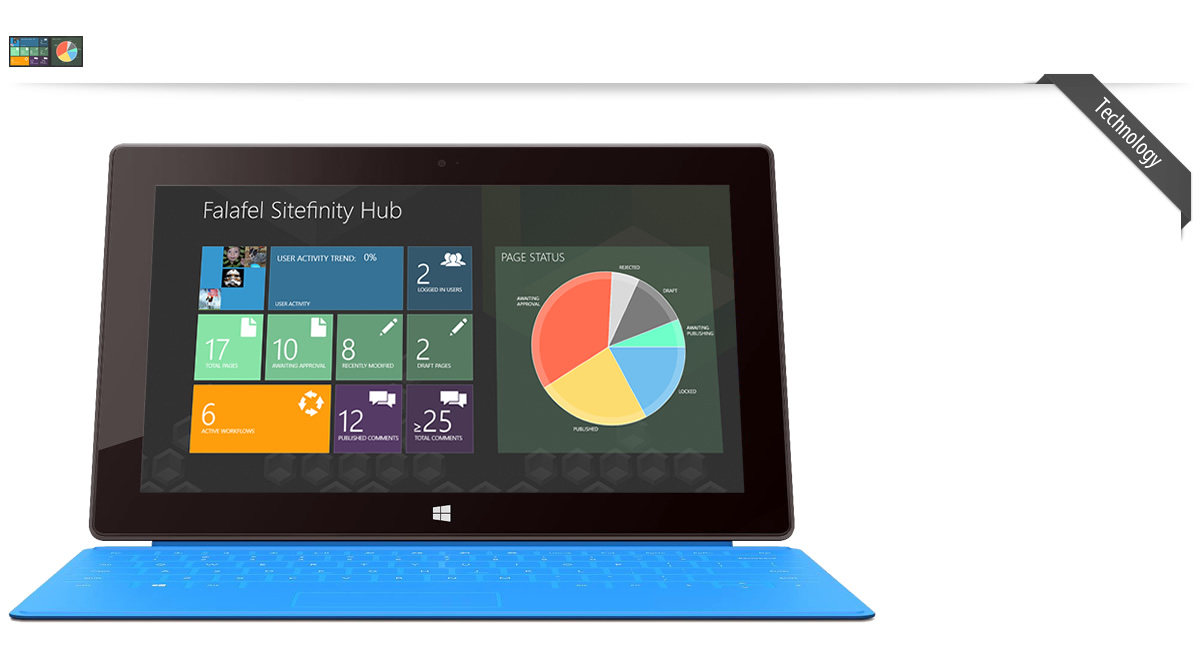 Technology
Falafel Sitefinity Hub
USER ACTIVITY TREND: 0%
USER ACTIVITY
2
LOGGED IN USERS
17
TOTAL PAGES
10
AWAITING APPROVAL
8
RECENTLY MODIFIED
2
DRAFT PAGES
6
ACTIVE WORKFLOWS
12
PUBLISHED COMMENTS
≥25
TOTAL COMMENTS
PAGE STATUS
REJECTED
DRAFT
AWAITING
APPROVAL
AWAITING
PUBLISHING
LOCKED
PUBLISHED